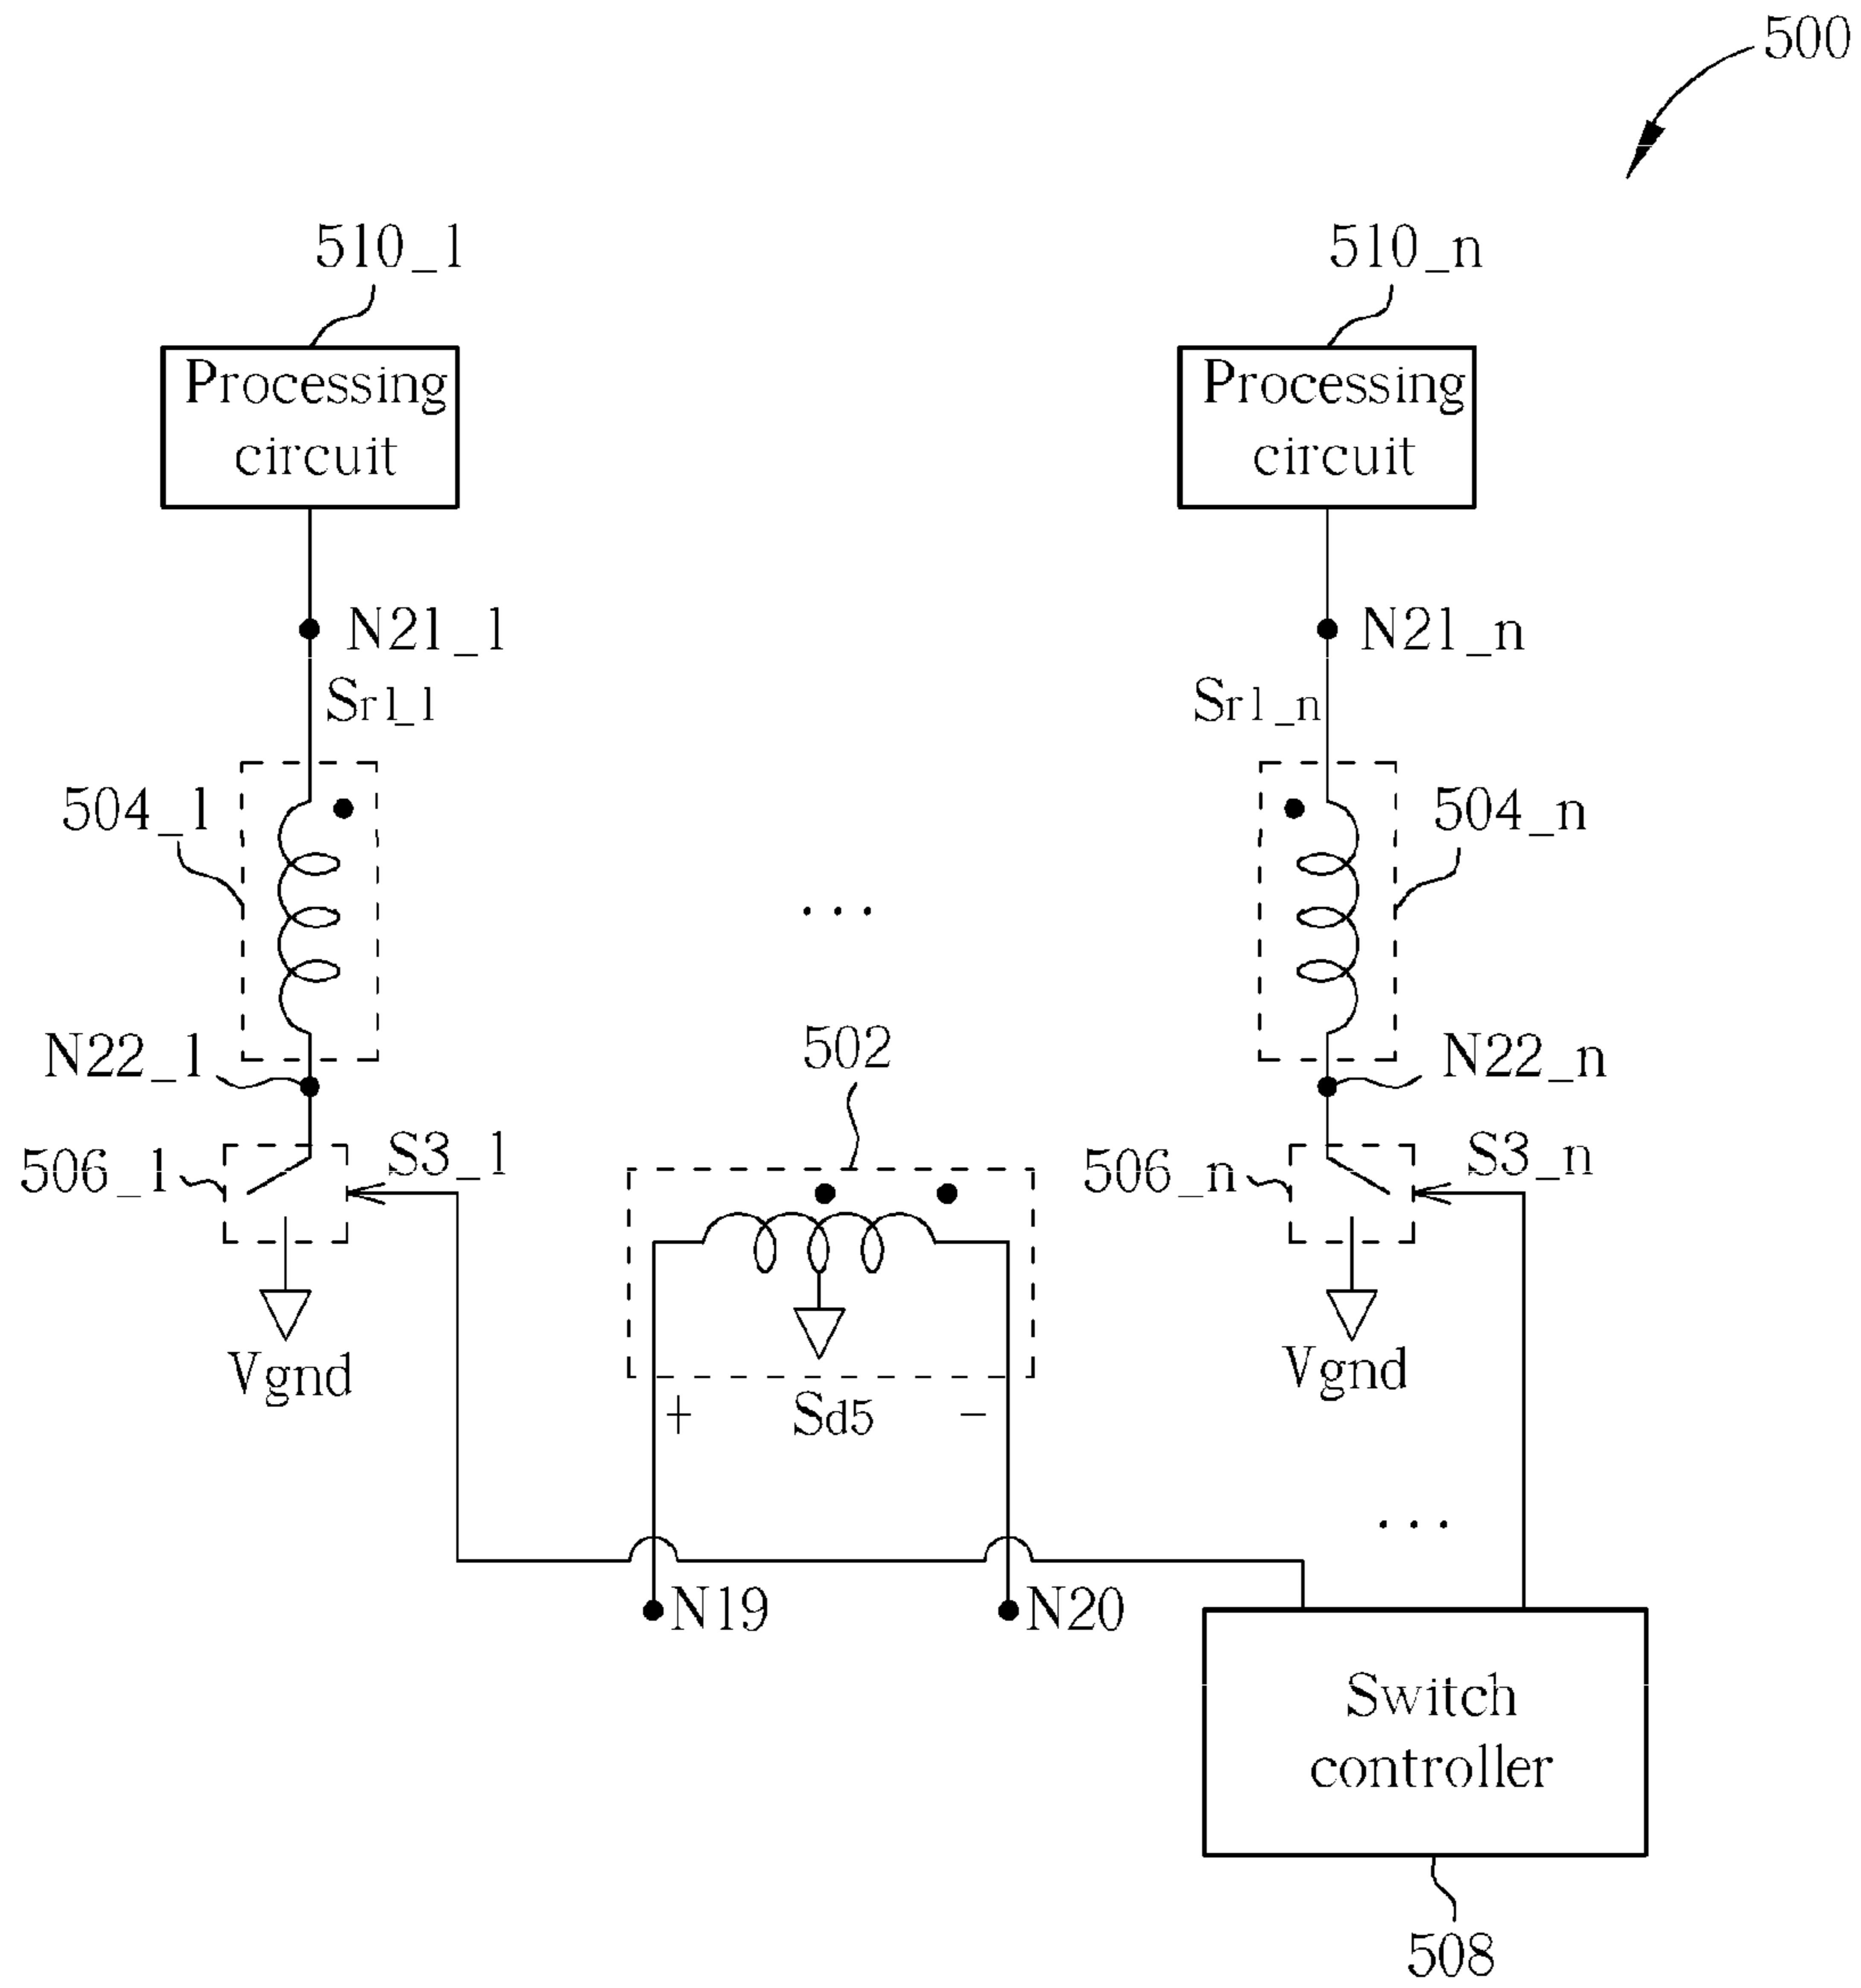 500
510_1
510_n
Processing
circuit
Processing
circuit
N21_1
N21_n
Sr1_1
Sr1_n
504_1
504_n
...
502
N22_1
N22_n
506_1
S3_1
506_n
S3_n
Vgnd
Vgnd
+ Sd5 -
...
N19
N20
Switch
controller
508